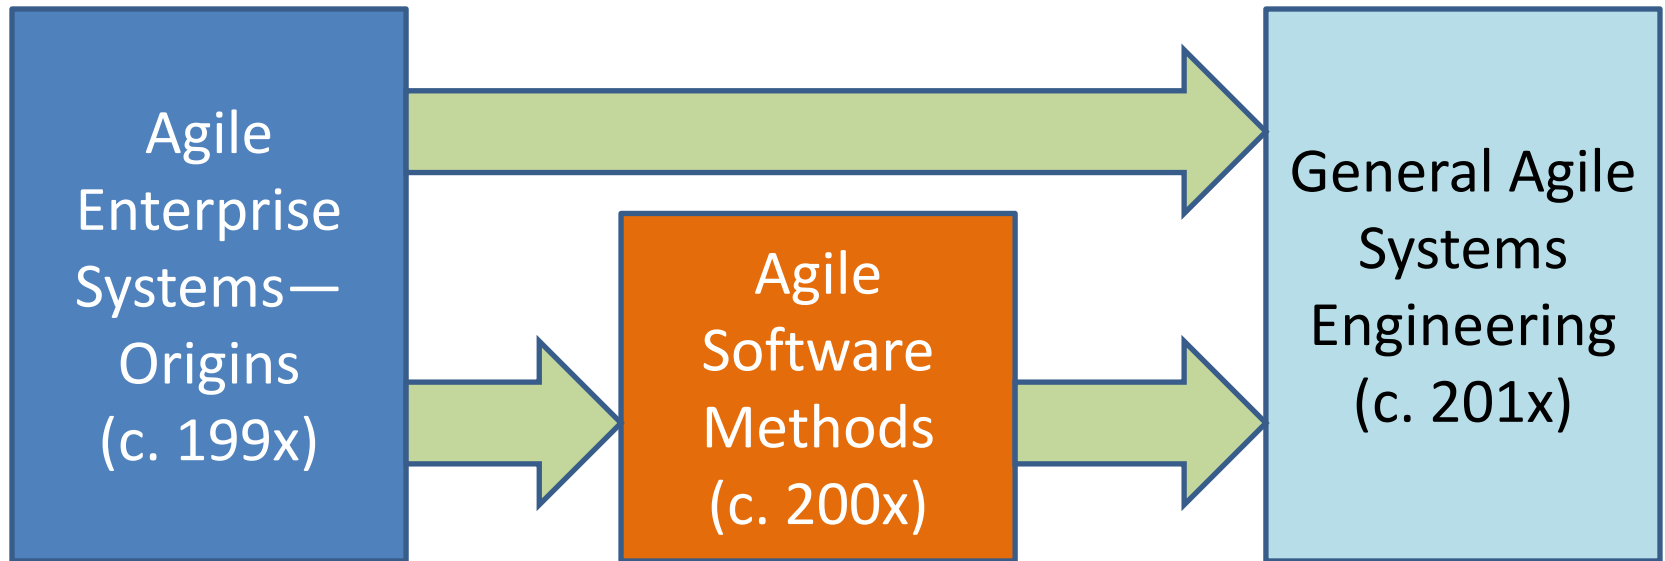 Agile
Enterprise
Systems—
Origins
(c. 199x)
Agile
Software
Methods
(c. 200x)
General Agile
Systems
Engineering
(c. 201x)